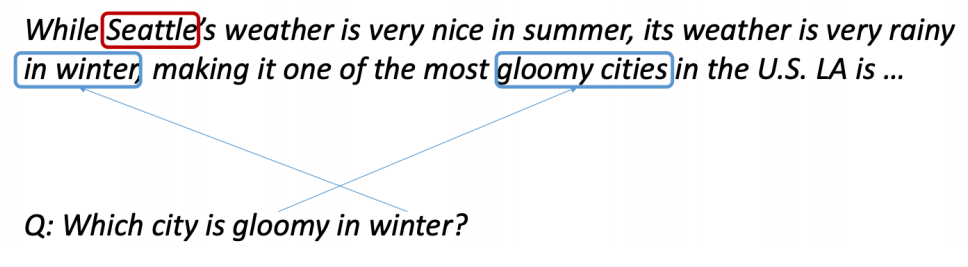 While Seattle's weather is very nice in summer, its weather is very rainy
in winter, making it one of the most gloomy cities in the U.S. LA is …
Q: Which city is gloomy in winter?